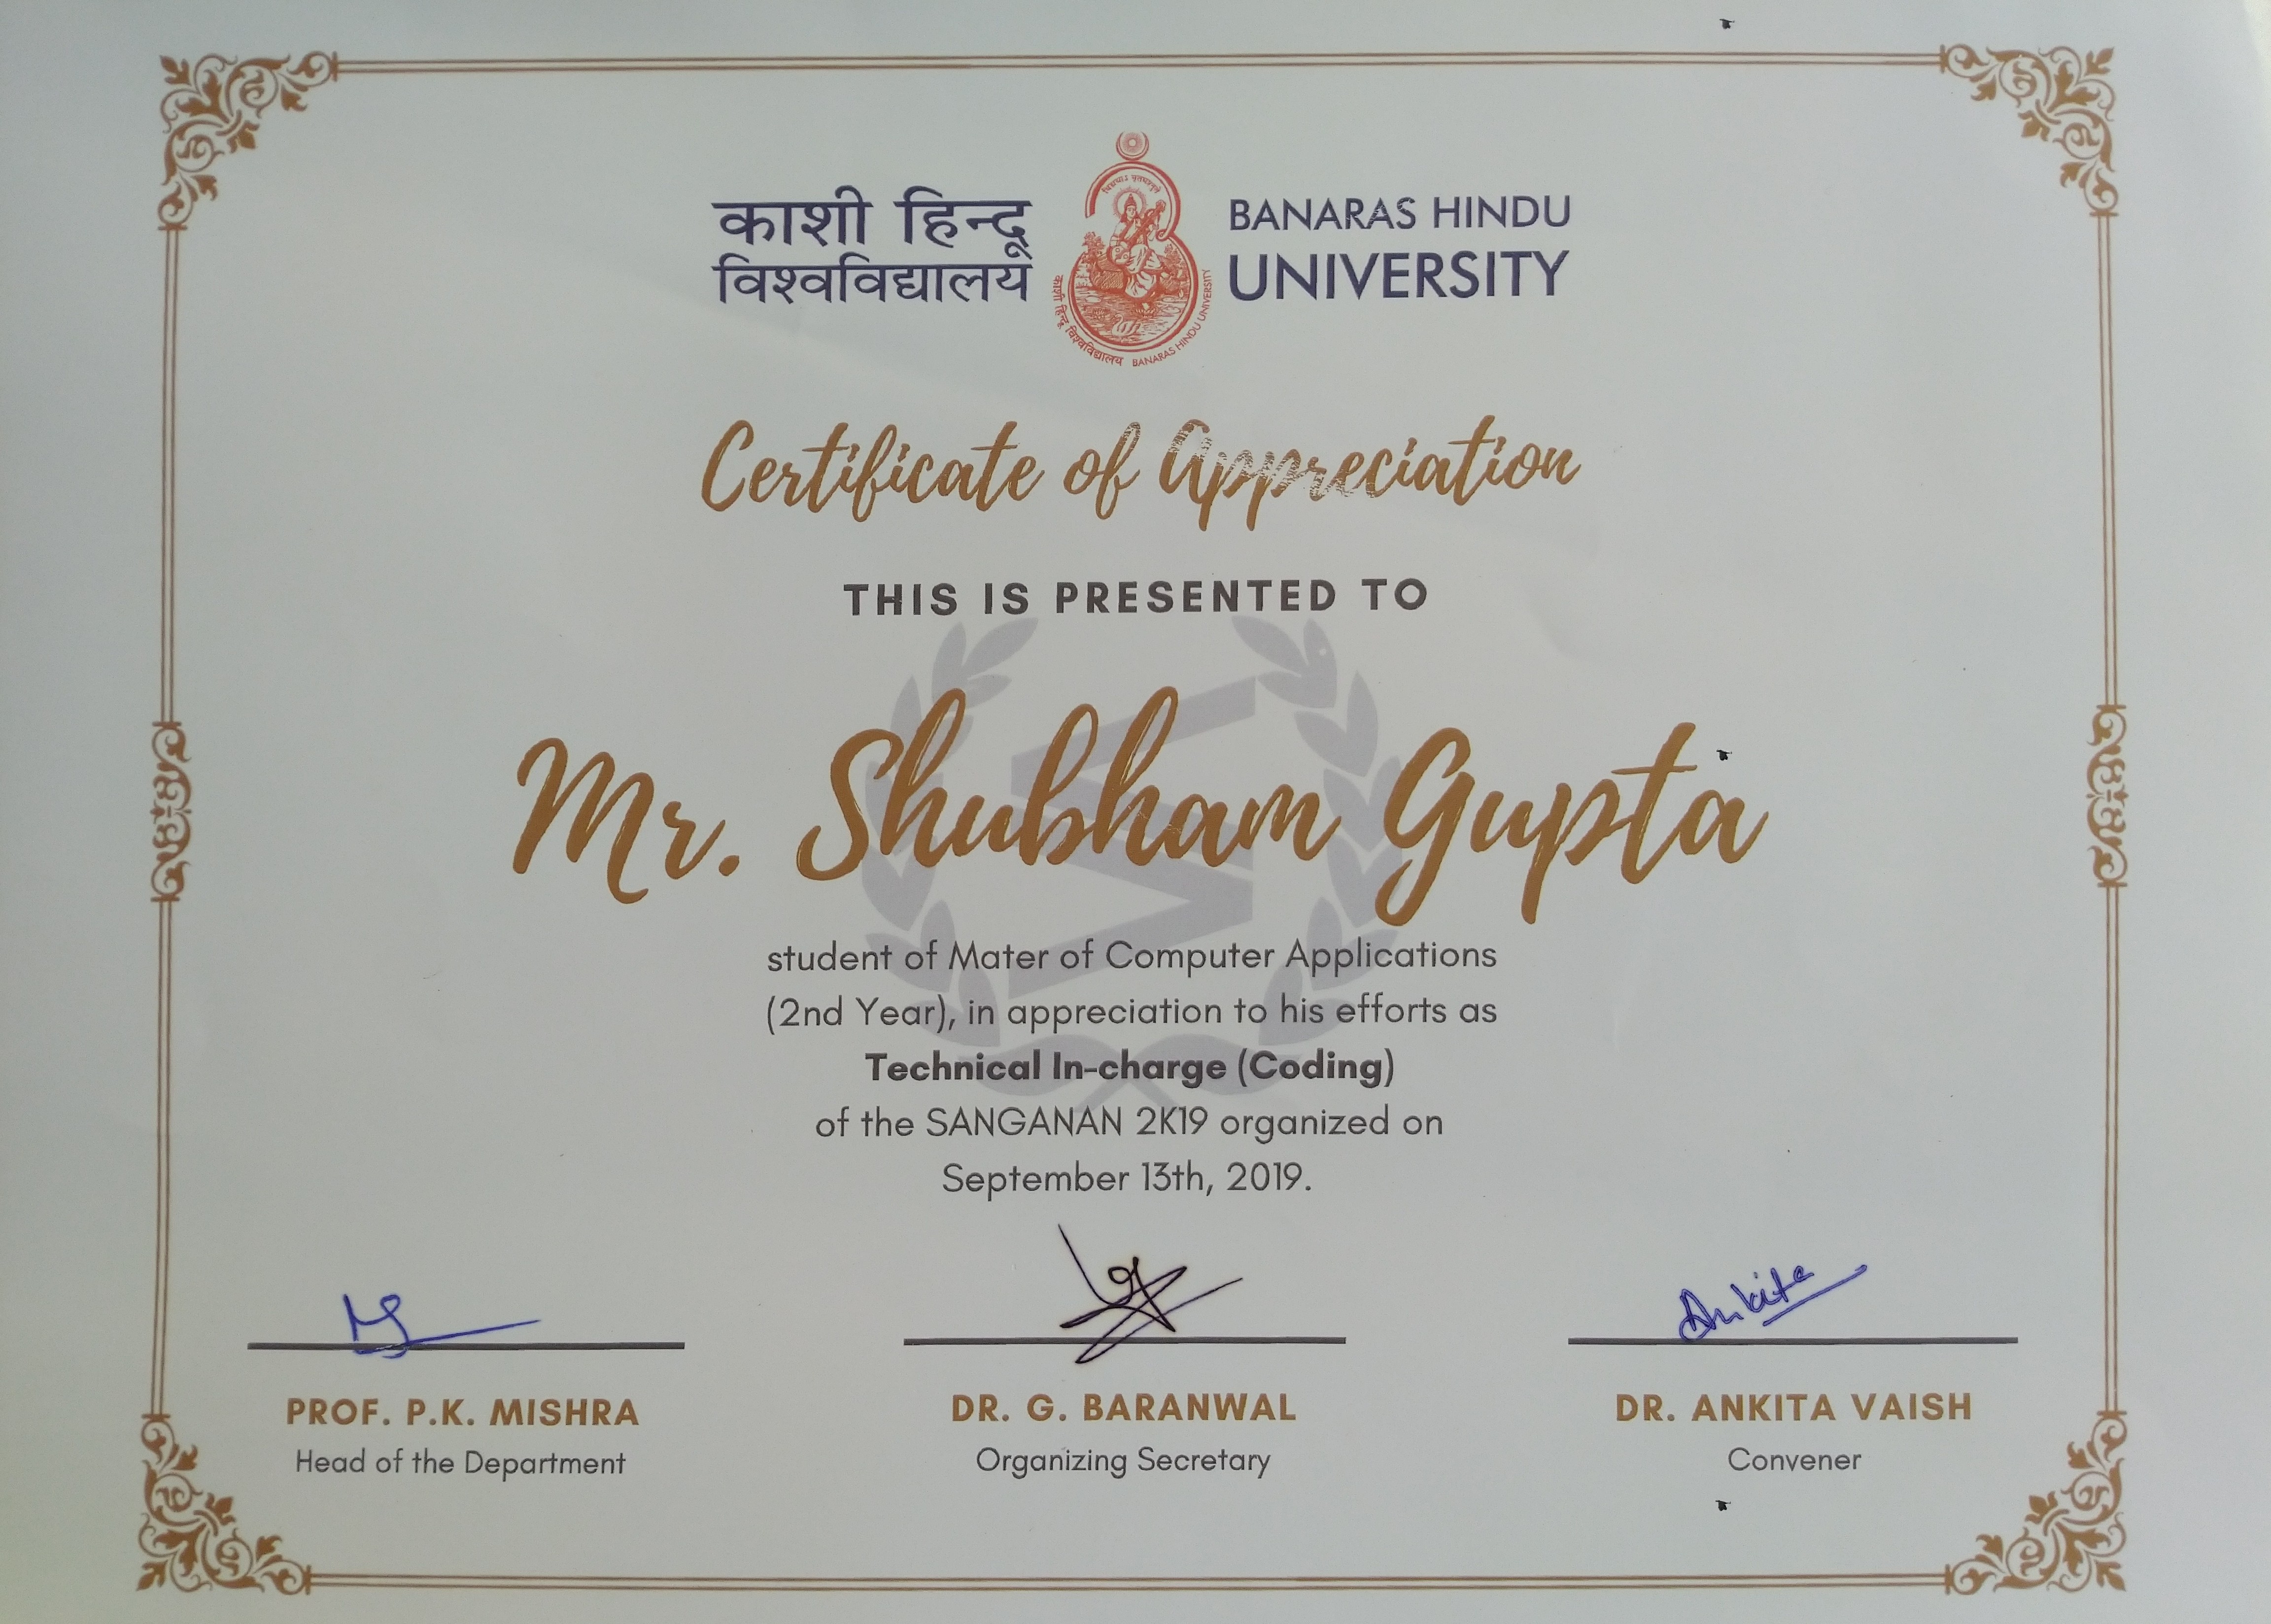 काशी हिन्दू
विश्वविद्यालय
BANARAS HINDU
UNIVERSITY
काशी हिन्दू विश्वविद्यालय BANARAS HINDU UNIVERSITY
Certificate of Appreciation
THIS IS PRESENTED TO
Mr. Shubham Gupta
student of Mater of Computer Applications
(2nd Year), in appreciation to his efforts as
Technical In-charge (Coding)
of the SANGANAN 2K19 organized on
September 13th, 2019.
Ankita
PROF. P.K. MISHRA
Head of the Department
DR. G. BARANWAL
Organizing Secretary
DR. ANKITA VAISH
Convener